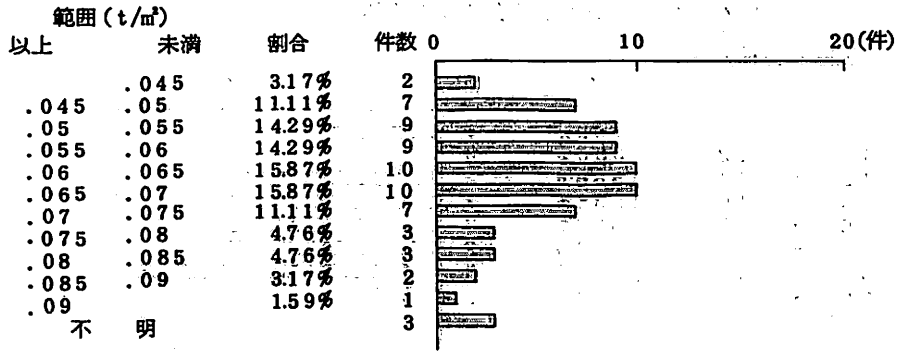 範囲(t/㎡)
以上 未満 割合 件数 0 10 20(件)
.045 3.17% 2
.045 .05 11.11% 7
.05 .055 14.29% 9
.055 .06 14.29% 9
.06 .065 15.87% 10
.065 .07 15.87% 10
.07 .075 11.11% 7
.075 .08 4.76% 3
.08 .085 4.76% 3
.085 .09 3.17% 2
.09 1.59% 1
不明 3